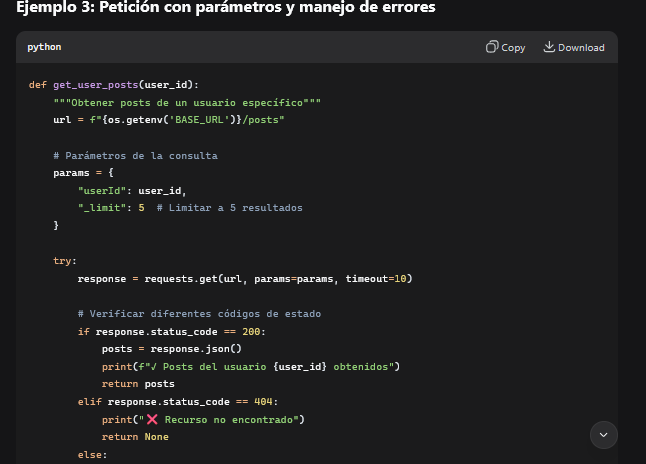 Ejemplo 3: Petición con parámetros y manejo de errores
python
Copy
Download
def get_user_posts(user_id):
    """Obtener posts de un usuario específico"""
    url = f"{os.getenv('BASE_URL')}/posts"
    # Parámetros de la consulta
    params = {
        "userId": user_id,
        "_limit": 5  # Limitar a 5 resultados
    }
    try:
        response = requests.get(url, params=params, timeout=10)
        # Verificar diferentes códigos de estado
        if response.status_code == 200:
            posts = response.json()
            print(f"✓ Posts del usuario {user_id} obtenidos")
            return posts
        elif response.status_code == 404:
            print("❌ Recurso no encontrado")
            return None
        else: